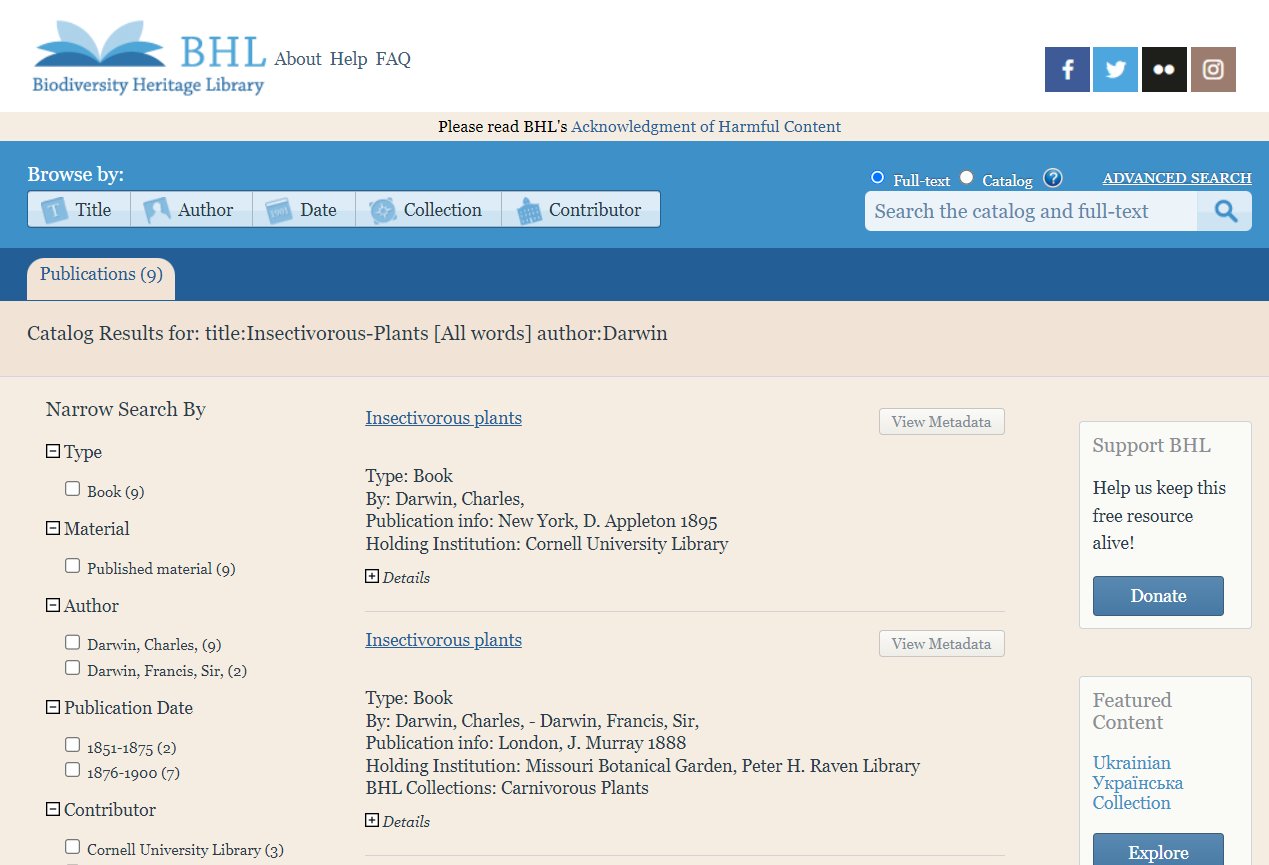 BHL
Biodiversity Heritage Library
About Help FAQ
Please read BHL's Acknowledgment of Harmful Content
Browse by:
Title
Author
Date
Collection
Contributor
Full-text Catalog ? ADVANCED SEARCH
Search the catalog and full-text
Publications (9)
Catalog Results for: title:Insectivorous-Plants [All words] author:Darwin
Narrow Search By
Type
Book (9)
Material
Published material (9)
Author
Darwin, Charles, (9)
Darwin, Francis, Sir, (2)
Publication Date
1851-1875 (2)
1876-1900 (7)
Contributor
Cornell University Library (3)
Insectivorous plants
View Metadata
Type: Book
By: Darwin, Charles,
Publication info: New York, D. Appleton 1895
Holding Institution: Cornell University Library
Details
Insectivorous plants
View Metadata
Type: Book
By: Darwin, Charles, - Darwin, Francis, Sir,
Publication info: London, J. Murray 1888
Holding Institution: Missouri Botanical Garden, Peter H. Raven Library
BHL Collections: Carnivorous Plants
Details
Support BHL
Help us keep this
free resource
alive!
Donate
Featured
Content
Ukrainian
Українська
Collection
Explore